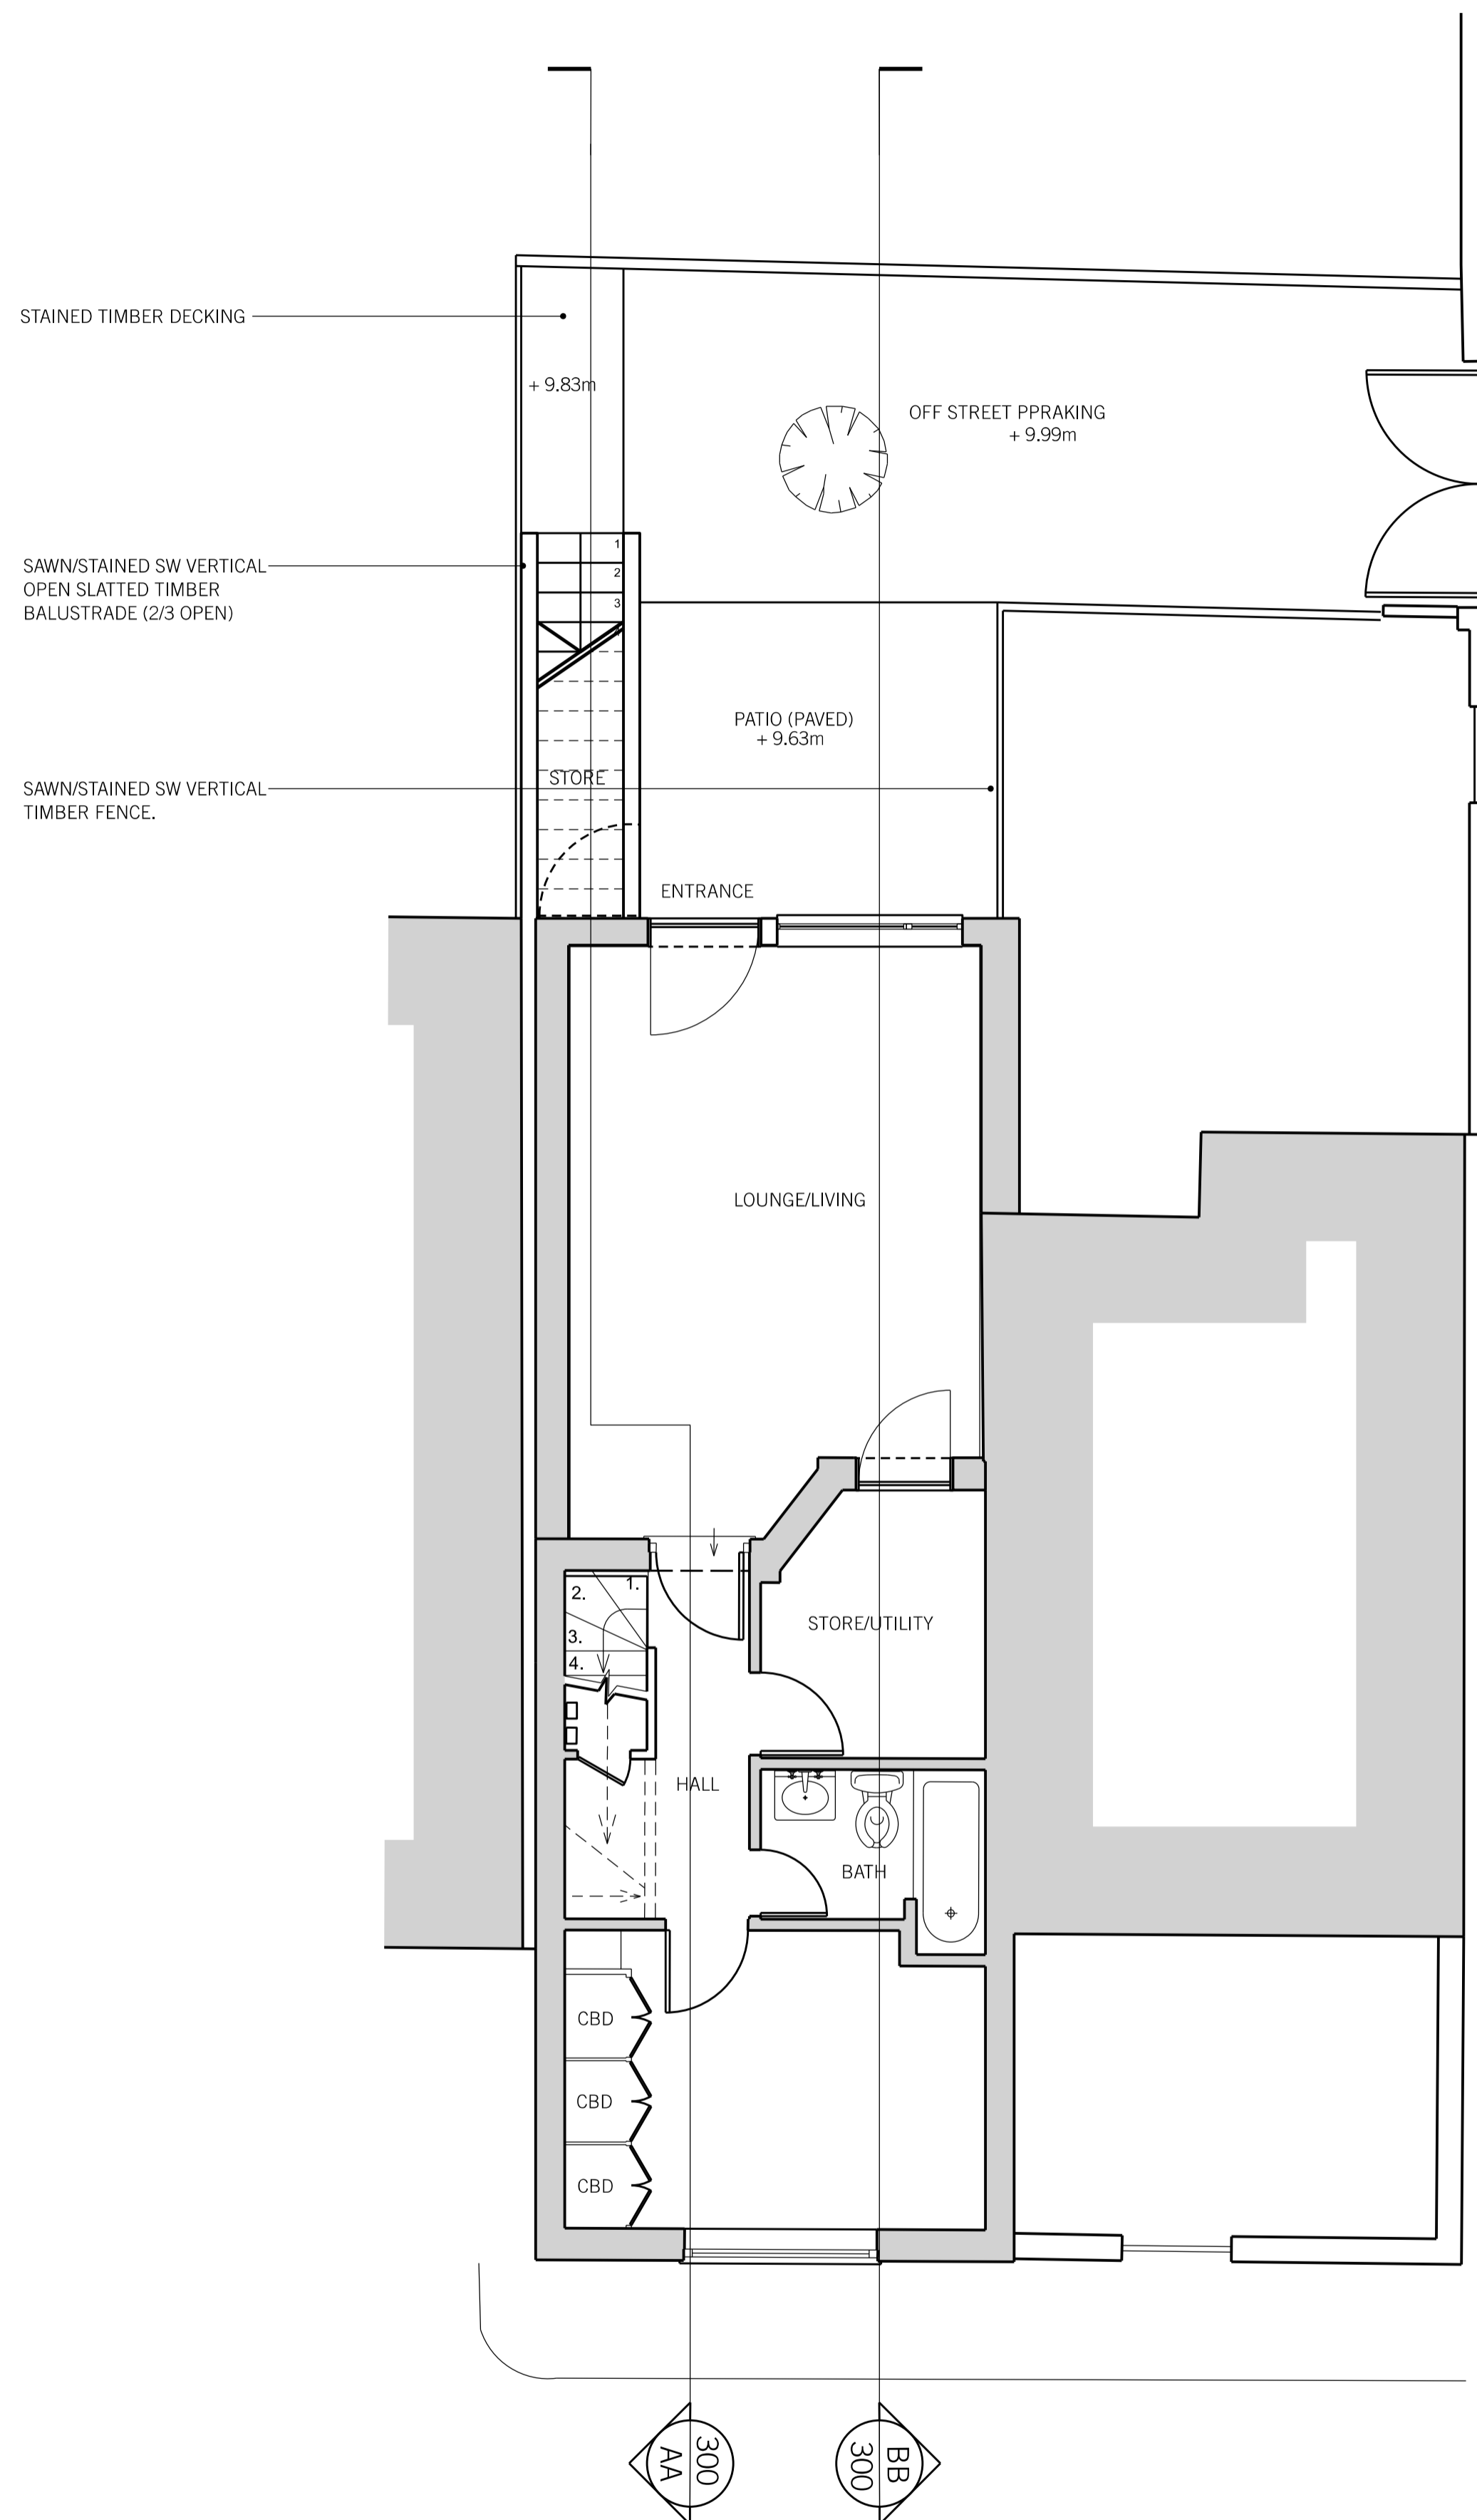 STAINED TIMBER DECKING
+ 9.83m
OFF STREET PPRAKING
+ 9.99m
SAWN/STAINED SW VERTICAL
OPEN SLATTED TIMBER
BALUSTRADE (2/3 OPEN)
1
2
3
PATIO (PAVED)
+ 9.63m
STORE
SAWN/STAINED SW VERTICAL
TIMBER FENCE.
ENTRANCE
LOUNGE/LIVING
1.
2.
3.
4.
STORE/UTILITY
HALL
BATH
CBD
CBD
CBD
300
AA
BB
300